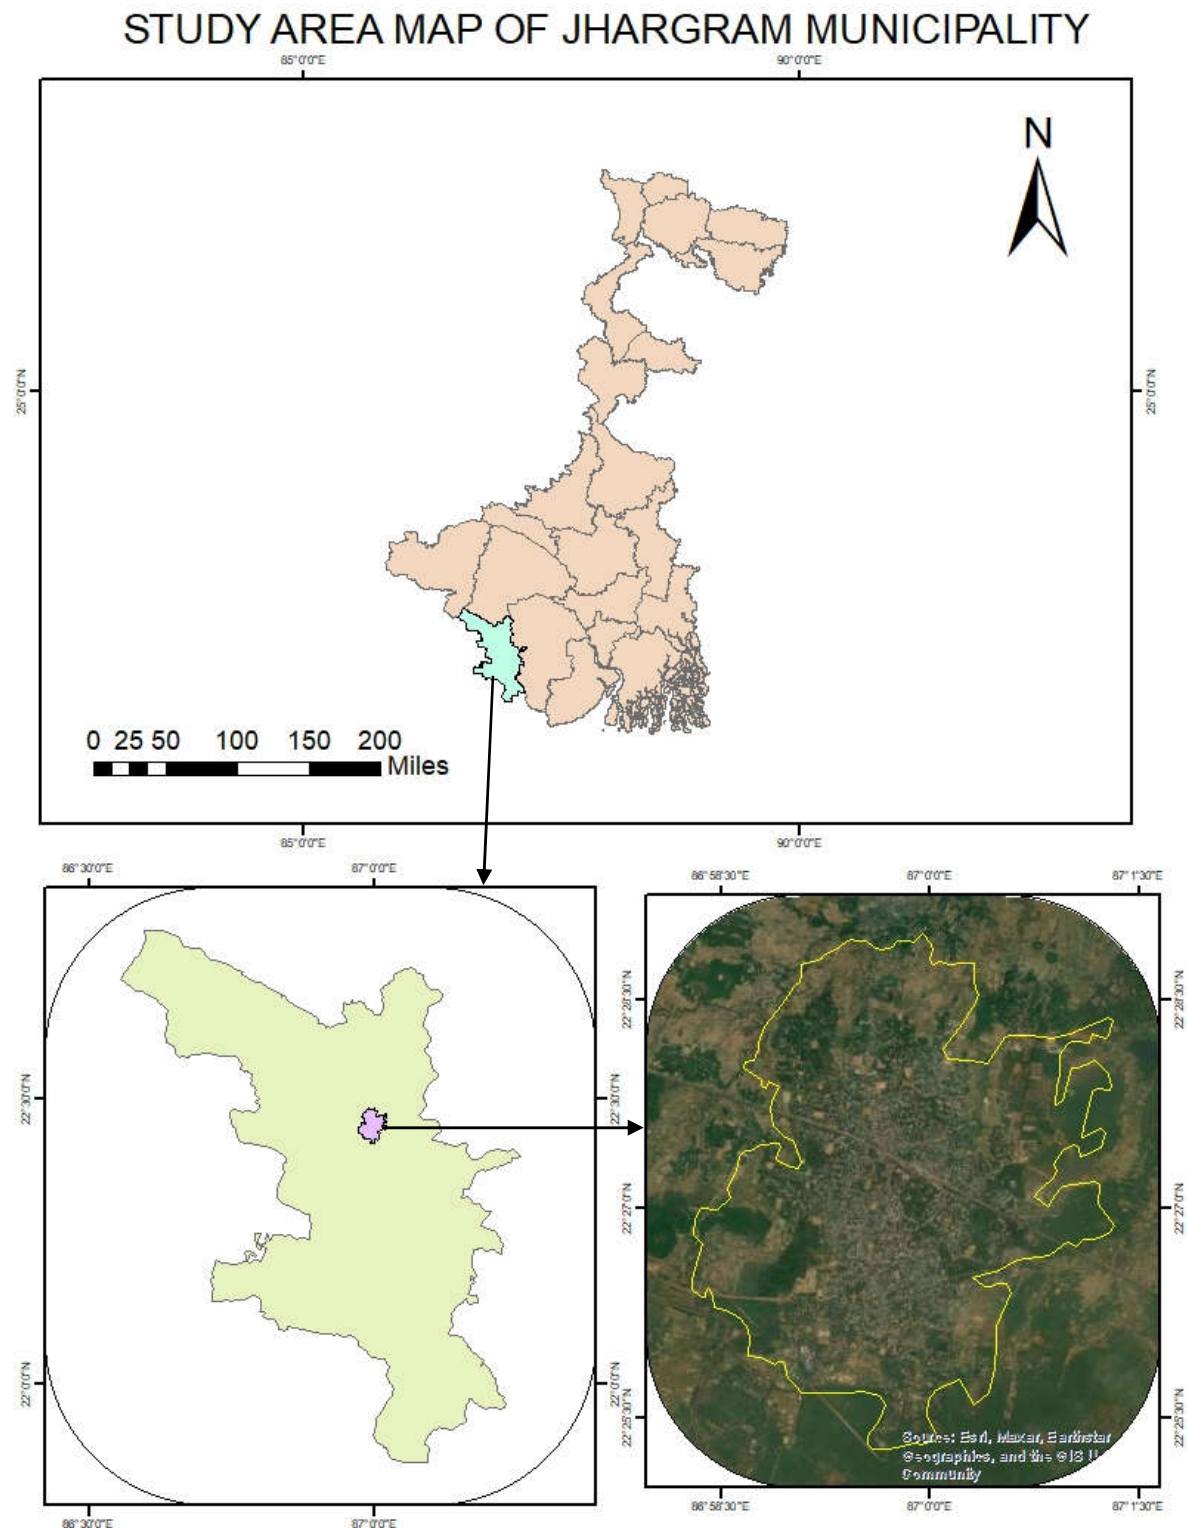 STUDY AREA MAP OF JHARGRAM MUNICIPALITY
85°0'0"E 90°0'0"E
N
25°0'0"N 25°0'0"N
0 25 50 100 150 200
Miles
85°0'0"E 90°0'0"E
86°30'0"E 87°0'0"E
86°58'30"E 87°0'0"E 87°1'30"E
22°28'30"N 22°28'30"N
22°30'0"N 22°30'0"N
22°27'0"N 22°27'0"N
22°0'0"N 22°0'0"N
22°25'30"N 22°25'30"N
Source: Esri, Maxar, Earthstar
Geographics, and the GIS U
Community
86°30'0"E 87°0'0"E
86°58'30"E 87°0'0"E 87°1'30"E